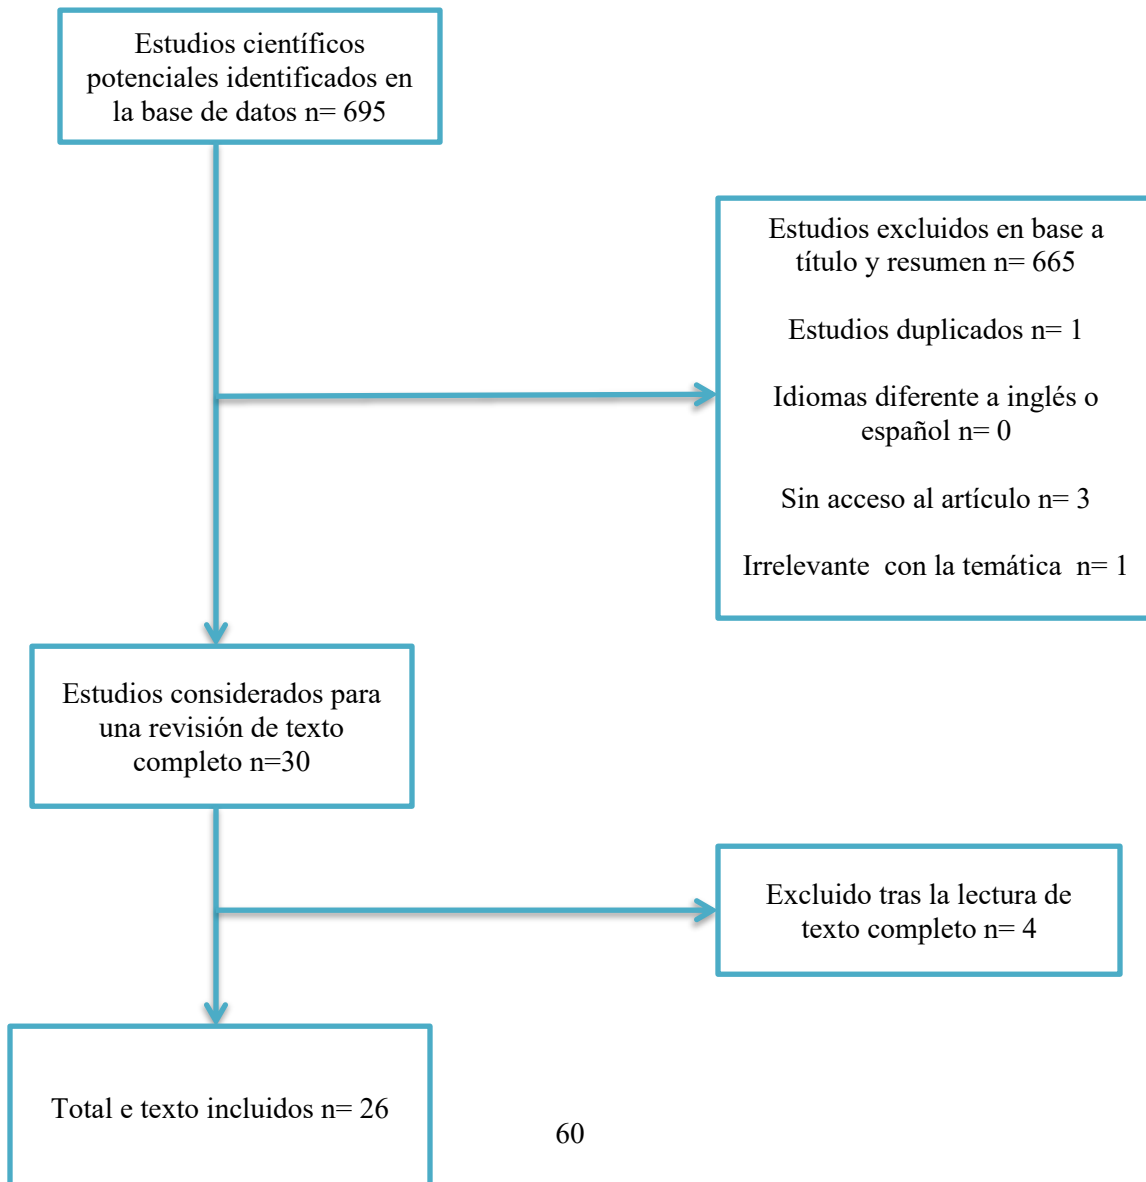 Estudios científicos
potenciales identificados en
la base de datos n= 695
Estudios excluidos en base a
título y resumen n= 665
Estudios duplicados n= 1
Idiomas diferente a inglés o
español n= 0
Sin acceso al artículo n= 3
Irrelevante  con la temática  n= 1
Estudios considerados para
una revisión de texto
completo n=30
Excluido tras la lectura de
texto completo n= 4
Total e texto incluidos n= 26
60